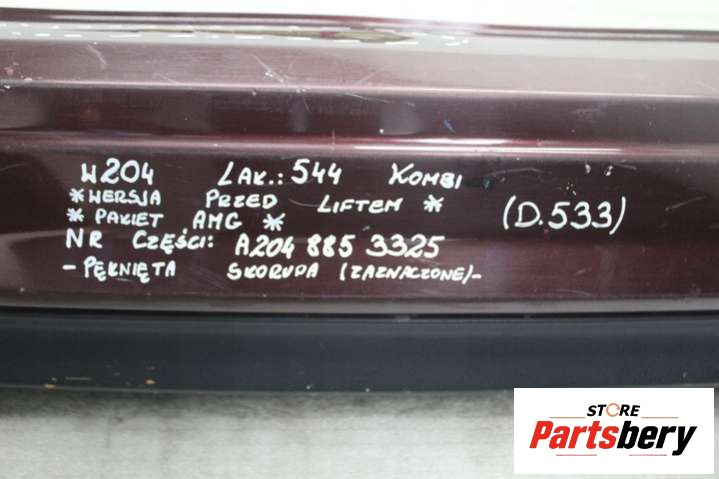 W204 LAK.: 544 KOMBI
*WERSJA PRZED LIFTEM *
* PAKIET AMG * (D.533)
NR CZĘŚCI: A204 885 3325
- PĘKNIĘTA SKORUPA (ZAZNACZONE) -
STORE
Partsbery